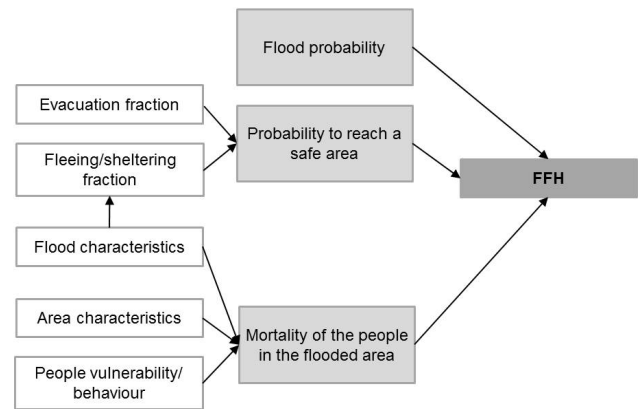 Flood probability
Evacuation fraction
Probability to reach a
safe area
Fleeing/sheltering
fraction
FFH
Flood characteristics
Area characteristics
Mortality of the people
in the flooded area
People vulnerability/
behaviour